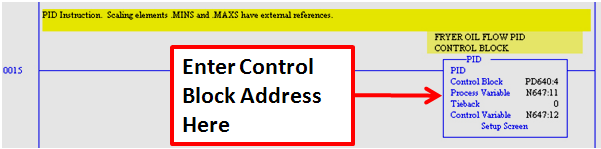 PID Instruction. Scaling elements .MINS and .MAXS have external references.
FRYER OIL FLOW PID
CONTROL BLOCK
0015
Enter Control
Block Address
Here
PID
PID
Control Block PD640:4
Process Variable N647:11
Tieback 0
Control Variable N647:12
Setup Screen